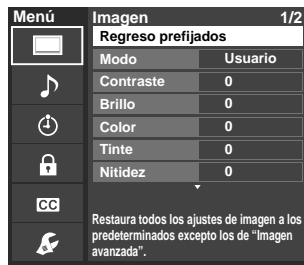 Menú
Imagen 1/2
Regreso prefijados
Modo Usuario
Contraste 0
Brillo 0
Color 0
Tinte 0
Nitidez 0
CC
Restaura todos los ajustes de imagen a los
predeterminados excepto los de “Imagen
avanzada”.